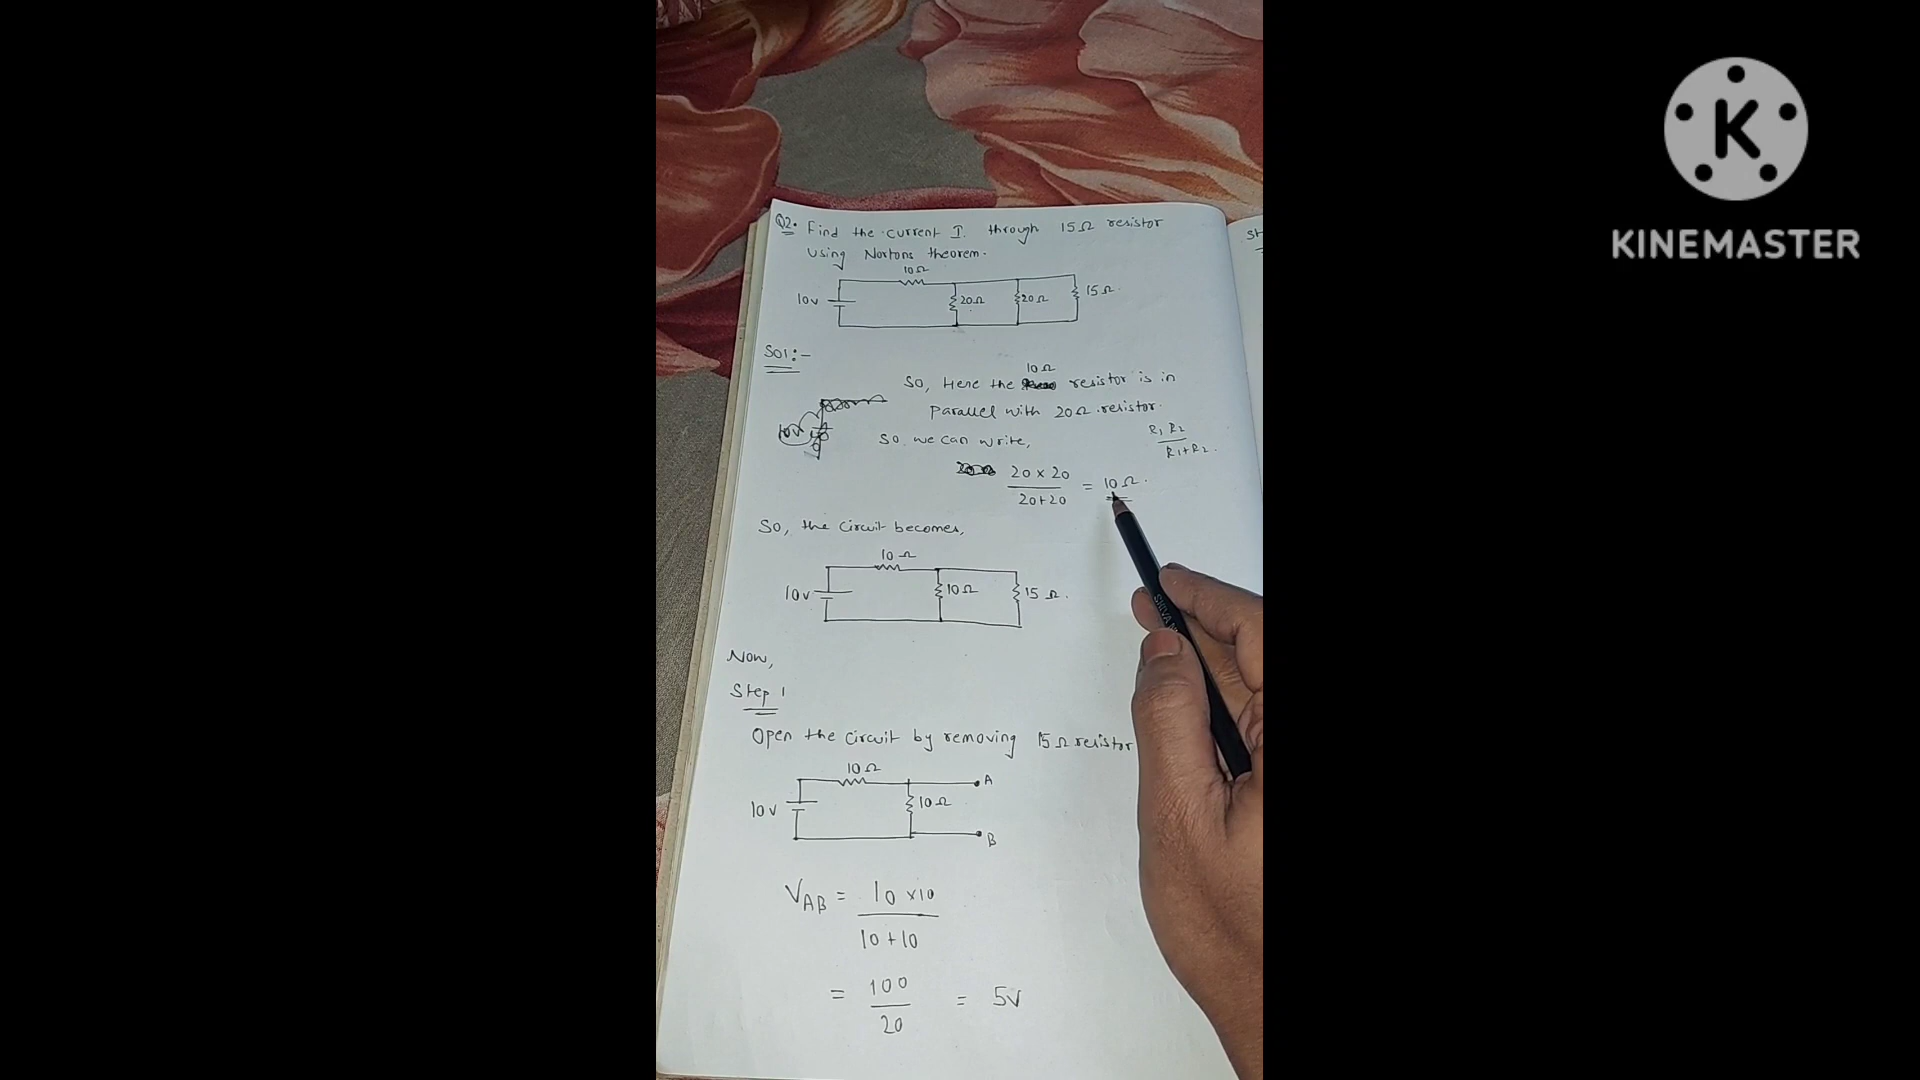 Q2. Find the current I. through 15Ω resistor
using Nortons theorem.
10Ω
10v
20Ω
20Ω
15Ω.
Sol:-
10Ω
So, Here the resistor is in
parallel with 20Ω resistor.
10v
So we can write,
R1 R2
R1+R2.
20 x 20
20+20
= 10Ω.
So, the circuit becomes,
10Ω
10v
10Ω
15Ω.
Now,
Step 1
Open the circuit by removing 15Ω resistor
10Ω
A
10v
10Ω
B
VAB = 10 x10
10 + 10
= 100
20
= 5v
K
KINEMASTER